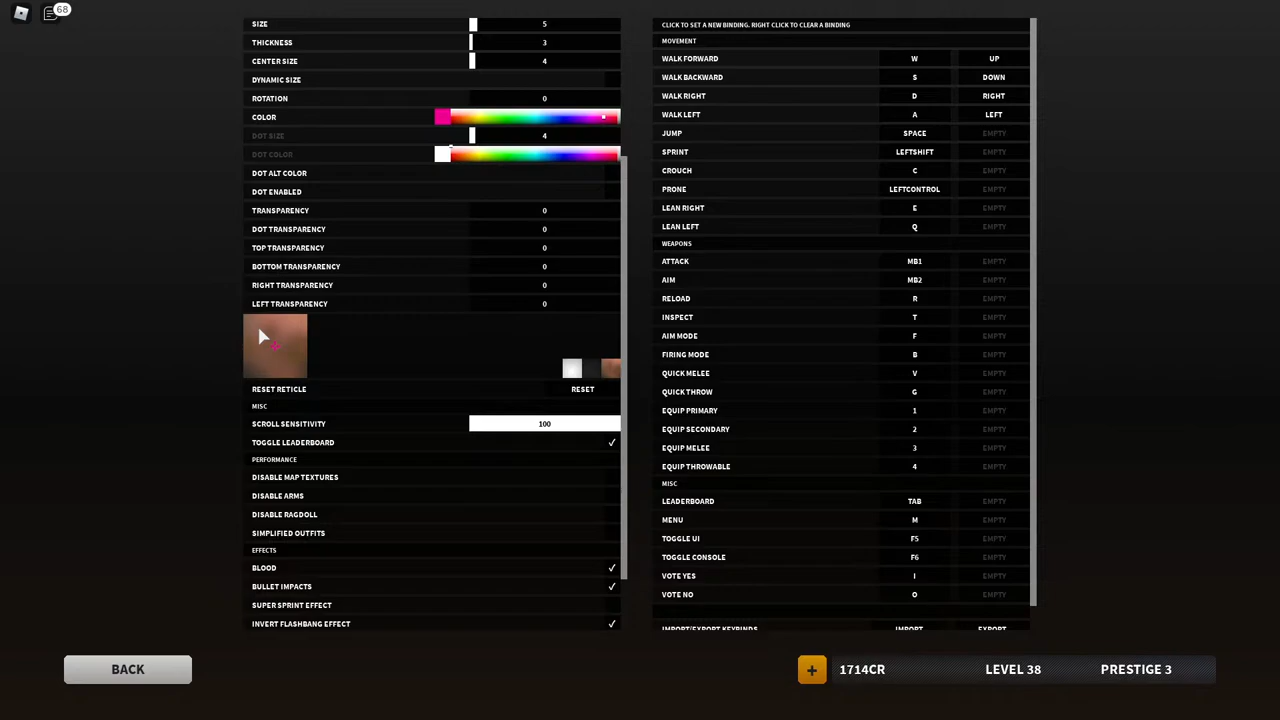 68
SIZE 5
THICKNESS 3
CENTER SIZE 4
DYNAMIC SIZE
ROTATION 0
COLOR
DOT SIZE 4
DOT COLOR
DOT ALT COLOR
DOT ENABLED
TRANSPARENCY 0
DOT TRANSPARENCY 0
TOP TRANSPARENCY 0
BOTTOM TRANSPARENCY 0
RIGHT TRANSPARENCY 0
LEFT TRANSPARENCY 0
RESET RETICLE RESET
MISC
SCROLL SENSITIVITY 100
TOGGLE LEADERBOARD ✓
PERFORMANCE
DISABLE MAP TEXTURES
DISABLE ARMS
DISABLE RAGDOLL
SIMPLIFIED OUTFITS
EFFECTS
BLOOD ✓
BULLET IMPACTS ✓
SUPER SPRINT EFFECT
INVERT FLASHBANG EFFECT ✓
CLICK TO SET A NEW BINDING. RIGHT CLICK TO CLEAR A BINDING
MOVEMENT
WALK FORWARD W UP
WALK BACKWARD S DOWN
WALK RIGHT D RIGHT
WALK LEFT A LEFT
JUMP SPACE EMPTY
SPRINT LEFTSHIFT EMPTY
CROUCH C EMPTY
PRONE LEFTCONTROL EMPTY
LEAN RIGHT E EMPTY
LEAN LEFT Q EMPTY
WEAPONS
ATTACK MB1 EMPTY
AIM MB2 EMPTY
RELOAD R EMPTY
INSPECT T EMPTY
AIM MODE F EMPTY
FIRING MODE B EMPTY
QUICK MELEE V EMPTY
QUICK THROW G EMPTY
EQUIP PRIMARY 1 EMPTY
EQUIP SECONDARY 2 EMPTY
EQUIP MELEE 3 EMPTY
EQUIP THROWABLE 4 EMPTY
MISC
LEADERBOARD TAB EMPTY
MENU M EMPTY
TOGGLE UI F5 EMPTY
TOGGLE CONSOLE F6 EMPTY
VOTE YES I EMPTY
VOTE NO O EMPTY
IMPORT/EXPORT KEYBINDS IMPORT EXPORT
BACK
+ 1714CR LEVEL 38 PRESTIGE 3